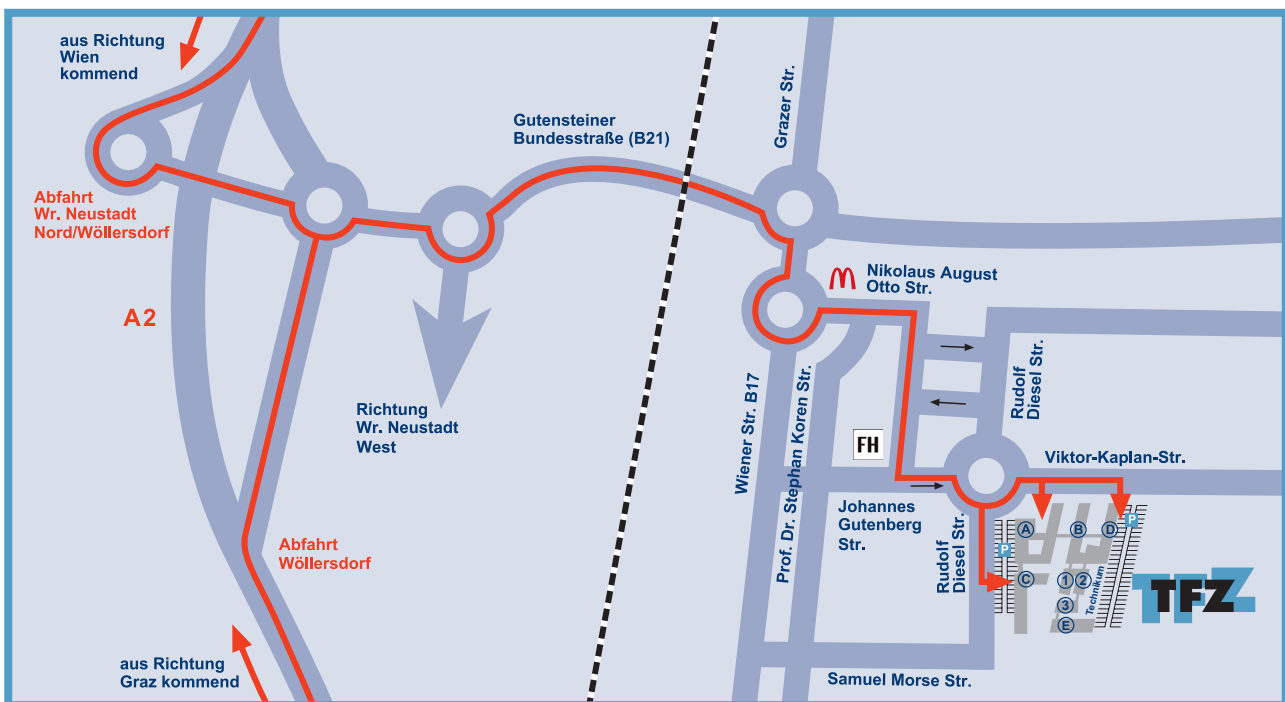 aus Richtung
Wien
kommend
Gutensteiner
Bundesstraße (B21)
Grazer Str.
Abfahrt
Wr. Neustadt
Nord/Wöllersdorf
A2
Nikolaus August
Otto Str.
Richtung
Wr. Neustadt
West
Wiener Str. B17
Prof. Dr. Stephan Koren Str.
Rudolf
Diesel Str.
FH
Viktor-Kaplan-Str.
Johannes
Gutenberg
Str.
Rudolf
Diesel Str.
Abfahrt
Wöllersdorf
P
A
B
D
P
C
1
2
3
E
Technikum
TFZ
aus Richtung
Graz kommend
Samuel Morse Str.